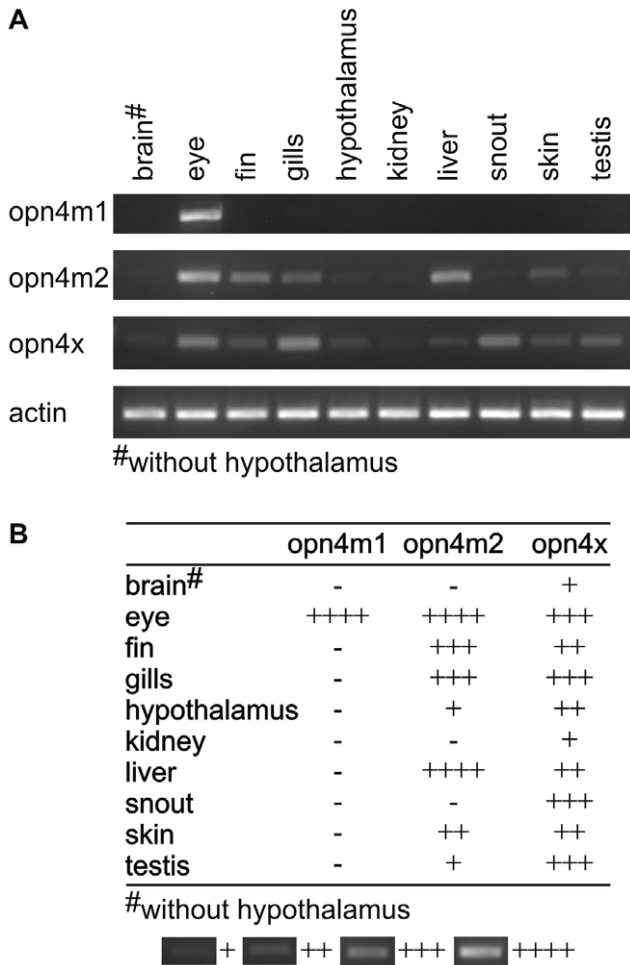 A
brain# eye fin gills hypothalamus kidney liver snout skin testis
opn4m1
opn4m2
opn4x
actin
#without hypothalamus
B
opn4m1 opn4m2 opn4x
brain# - - +
eye ++++ ++++ +++
fin - +++ ++
gills - +++ +++
hypothalamus - + ++
kidney - - +
liver - ++++ ++
snout - - +++
skin - ++ ++
testis - + +++
#without hypothalamus
+ ++ +++ ++++